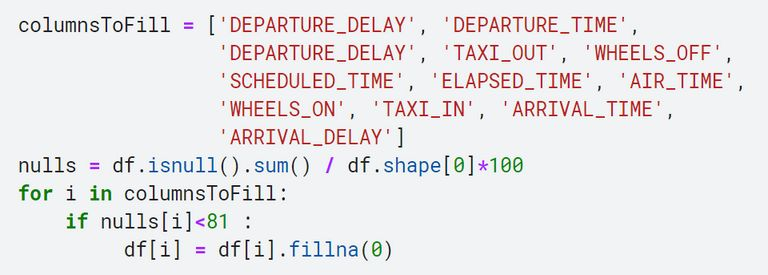 columnsToFill = ['DEPARTURE_DELAY', 'DEPARTURE_TIME',
                 'DEPARTURE_DELAY', 'TAXI_OUT', 'WHEELS_OFF',
                 'SCHEDULED_TIME', 'ELAPSED_TIME', 'AIR_TIME',
                 'WHEELS_ON', 'TAXI_IN', 'ARRIVAL_TIME',
                 'ARRIVAL_DELAY']
nulls = df.isnull().sum() / df.shape[0]*100
for i in columnsToFill:
    if nulls[i]<81 :
         df[i] = df[i].fillna(0)